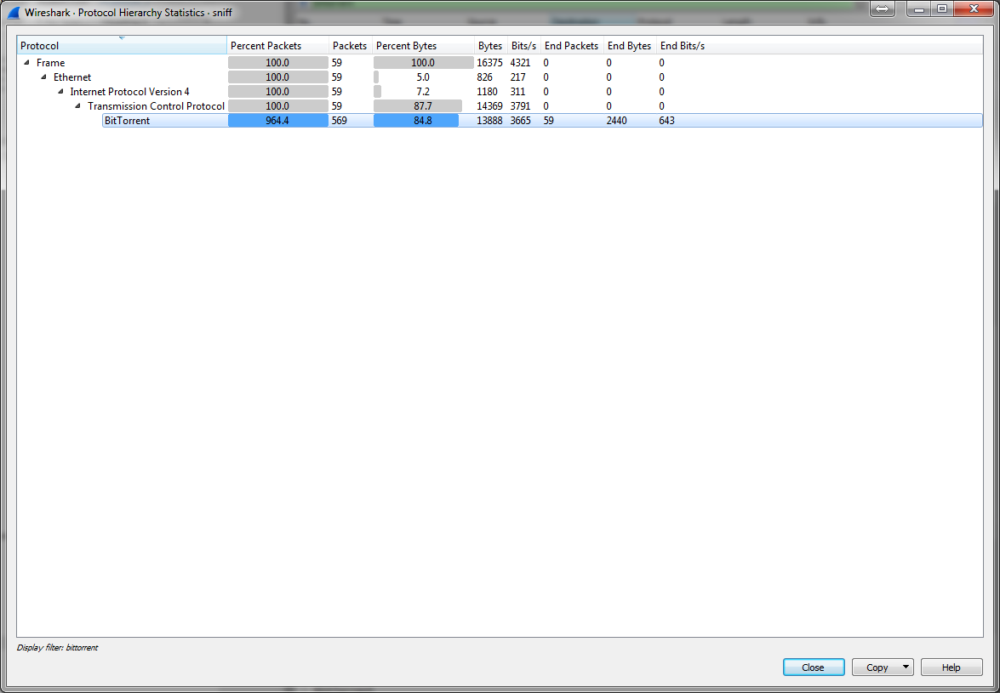 Wireshark · Protocol Hierarchy Statistics · sniff
Protocol Percent Packets Packets Percent Bytes Bytes Bits/s End Packets End Bytes End Bits/s
Frame 100.0 59 100.0 16375 4321 0 0 0
Ethernet 100.0 59 5.0 826 217 0 0 0
Internet Protocol Version 4 100.0 59 7.2 1180 311 0 0 0
Transmission Control Protocol 100.0 59 87.7 14369 3791 0 0 0
BitTorrent 964.4 569 84.8 13888 3665 59 2440 643
Display filter: bittorrent
Close Copy Help